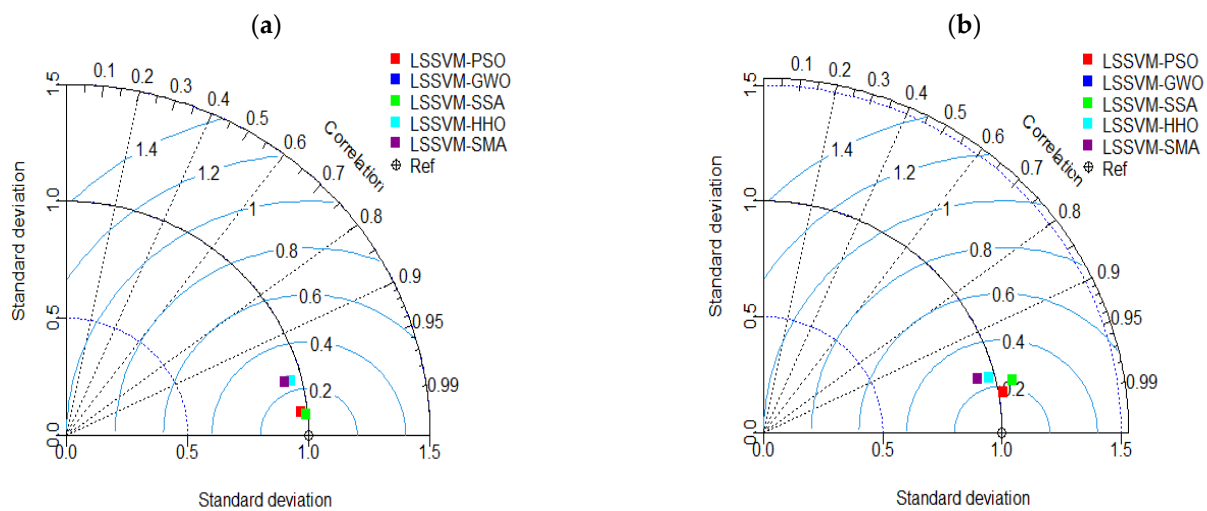 (a)
1.5
0.1
0.2
0.3
0.4
0.5
0.6
0.7
0.8
0.9
0.95
0.99
Correlation
LSSVM-PSO
LSSVM-GWO
LSSVM-SSA
LSSVM-HHO
LSSVM-SMA
Ref
1.4
1.2
1
0.8
0.6
0.4
0.2
Standard deviation
1.0
0.5
0.0
0.0
0.5
1.0
1.5
Standard deviation
(b)
1.5
0.1
0.2
0.3
0.4
0.5
0.6
0.7
0.8
0.9
0.95
0.99
Correlation
LSSVM-PSO
LSSVM-GWO
LSSVM-SSA
LSSVM-HHO
LSSVM-SMA
Ref
1.4
1.2
1
0.8
0.6
0.4
0.2
Standard deviation
1.0
0.5
0.0
0.0
0.5
1.0
1.5
Standard deviation